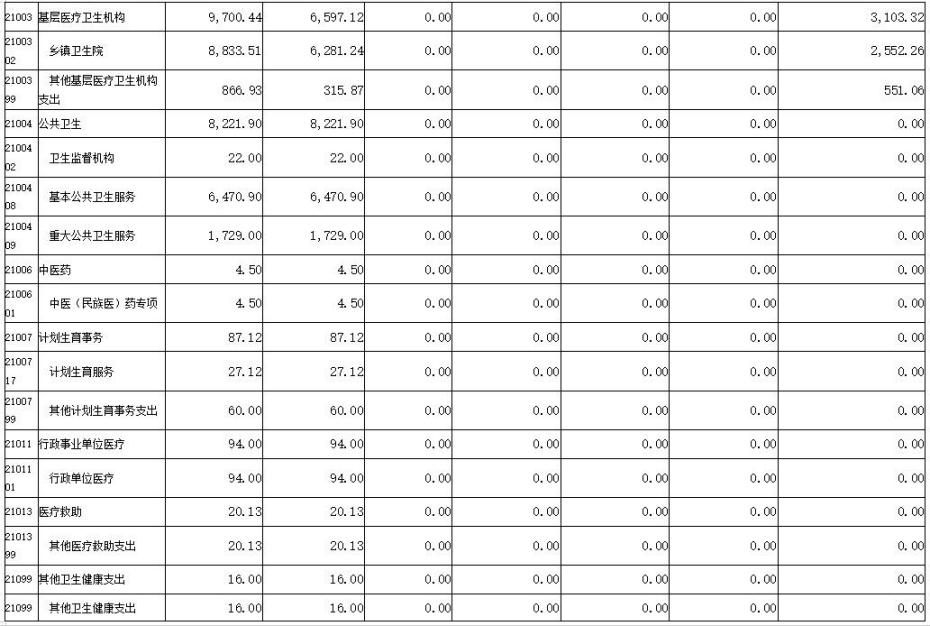 21003 基层医疗卫生机构 9,700.44 6,597.12 0.00 0.00 0.00 0.00 3,103.32
2100302 乡镇卫生院 8,833.51 6,281.24 0.00 0.00 0.00 0.00 2,552.26
2100399 其他基层医疗卫生机构支出 866.93 315.87 0.00 0.00 0.00 0.00 551.06
21004 公共卫生 8,221.90 8,221.90 0.00 0.00 0.00 0.00 0.00
2100402 卫生监督机构 22.00 22.00 0.00 0.00 0.00 0.00 0.00
2100408 基本公共卫生服务 6,470.90 6,470.90 0.00 0.00 0.00 0.00 0.00
2100409 重大公共卫生服务 1,729.00 1,729.00 0.00 0.00 0.00 0.00 0.00
21006 中医药 4.50 4.50 0.00 0.00 0.00 0.00 0.00
2100601 中医（民族医）药专项 4.50 4.50 0.00 0.00 0.00 0.00 0.00
21007 计划生育事务 87.12 87.12 0.00 0.00 0.00 0.00 0.00
2100717 计划生育服务 27.12 27.12 0.00 0.00 0.00 0.00 0.00
2100799 其他计划生育事务支出 60.00 60.00 0.00 0.00 0.00 0.00 0.00
21011 行政事业单位医疗 94.00 94.00 0.00 0.00 0.00 0.00 0.00
2101101 行政单位医疗 94.00 94.00 0.00 0.00 0.00 0.00 0.00
21013 医疗救助 20.13 20.13 0.00 0.00 0.00 0.00 0.00
2101399 其他医疗救助支出 20.13 20.13 0.00 0.00 0.00 0.00 0.00
21099 其他卫生健康支出 16.00 16.00 0.00 0.00 0.00 0.00 0.00
21099 其他卫生健康支出 16.00 16.00 0.00 0.00 0.00 0.00 0.00